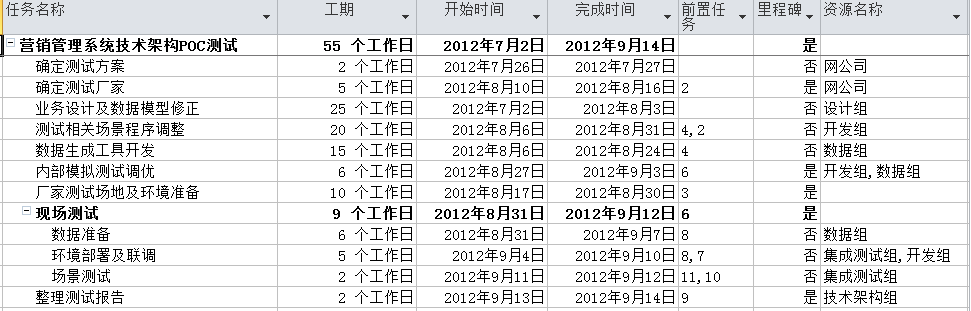 任务名称 工期 开始时间 完成时间 前置任务 里程碑 资源名称
营销管理系统技术架构POC测试 55 个工作日 2012年7月2日 2012年9月14日 是
确定测试方案 2 个工作日 2012年7月26日 2012年7月27日 否 网公司
确定测试厂家 5 个工作日 2012年8月10日 2012年8月16日 2 是 网公司
业务设计及数据模型修正 25 个工作日 2012年7月2日 2012年8月3日 否 设计组
测试相关场景程序调整 20 个工作日 2012年8月6日 2012年8月31日 4,2 否 开发组
数据生成工具开发 15 个工作日 2012年8月6日 2012年8月24日 4 否 数据组
内部模拟测试调优 6 个工作日 2012年8月27日 2012年9月3日 6 是 开发组,数据组
厂家测试场地及环境准备 10 个工作日 2012年8月17日 2012年8月30日 3 是
现场测试 9 个工作日 2012年8月31日 2012年9月12日 6 是
数据准备 6 个工作日 2012年8月31日 2012年9月7日 8 否 数据组
环境部署及联调 5 个工作日 2012年9月4日 2012年9月10日 8,7 否 集成测试组,开发组
场景测试 2 个工作日 2012年9月11日 2012年9月12日 11,10 否 集成测试组
整理测试报告 2 个工作日 2012年9月13日 2012年9月14日 9 是 技术架构组